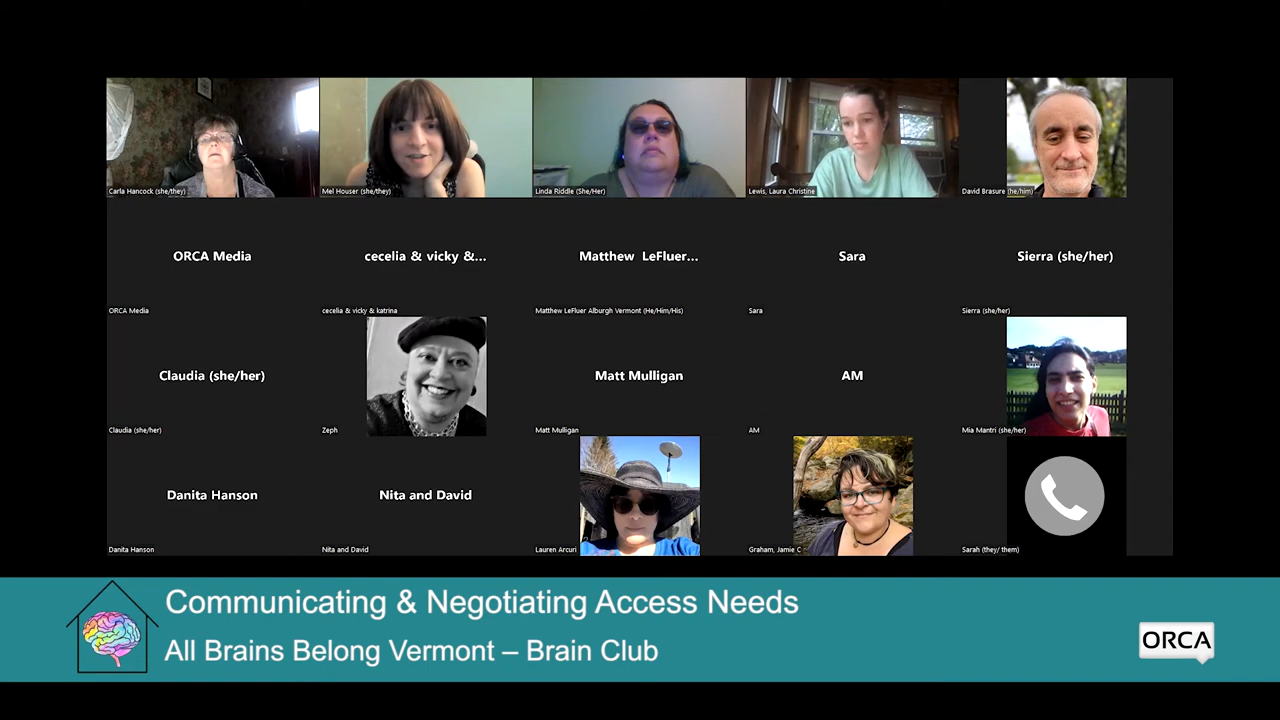 Carla Hancock (she/they)
Mel Houser (she/they)
Linda Riddle (She/Her)
Lewis, Laura Christine
David Brasure (he/him)
ORCA Media
cecelia & vicky &...
Matthew LeFluer...
Sara
Sierra (she/her)
ORCA Media
cecelia & vicky & katrina
Matthew LeFluer Alburgh Vermont (He/Him/His)
Sara
Sierra (she/her)
Claudia (she/her)
Matt Mulligan
AM
Claudia (she/her)
Zeph
Matt Mulligan
AM
Mia Mantri (she/her)
Danita Hanson
Nita and David
Danita Hanson
Nita and David
Lauren Arcuri
Graham, Jamie C
Sarah (they/ them)
Communicating & Negotiating Access Needs
All Brains Belong Vermont – Brain Club
ORCA